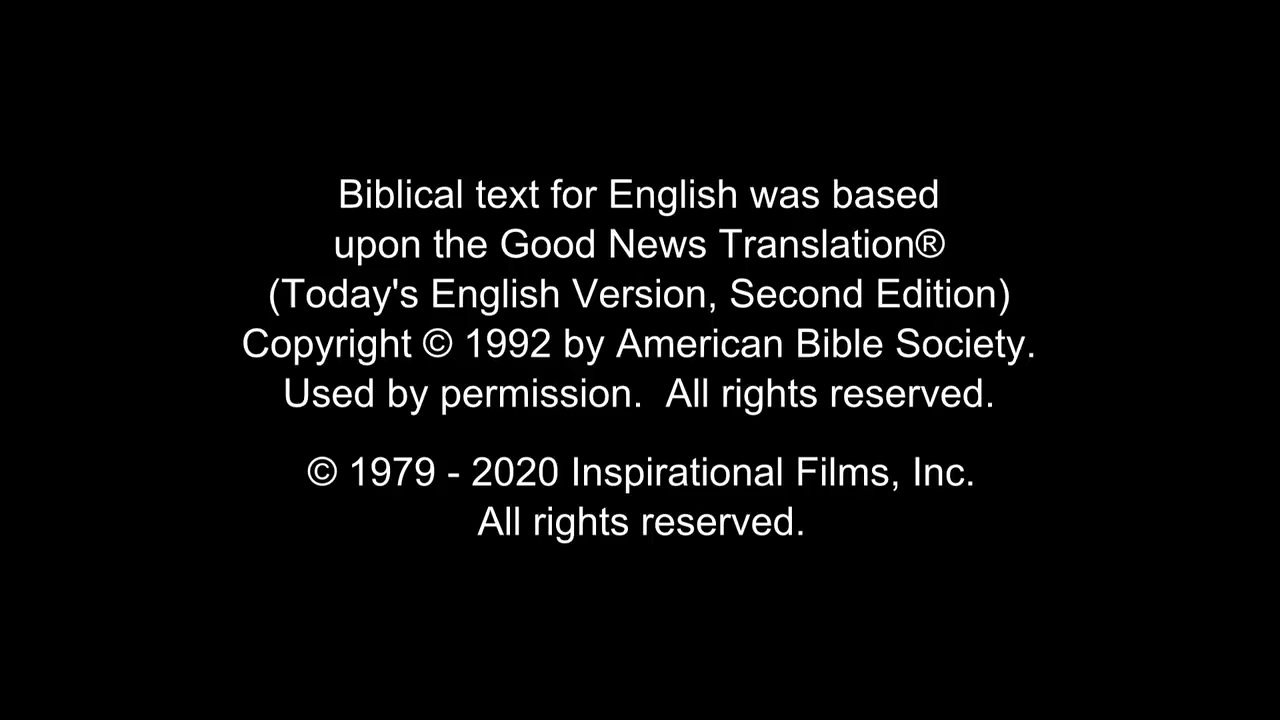 Biblical text for English was based
upon the Good News Translation®
(Today's English Version, Second Edition)
Copyright © 1992 by American Bible Society.
Used by permission.  All rights reserved.
© 1979 - 2020 Inspirational Films, Inc.
All rights reserved.